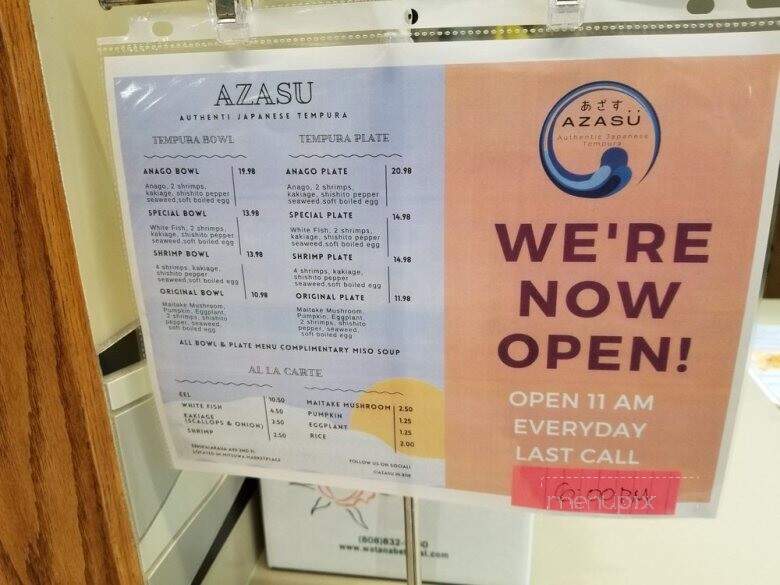 AZASU
AUTHENTI JAPANESE TEMPURA
TEMPURA BOWL
ANAGO BOWL 19.98
Anago, 2 shrimps,
kakiage, shishito pepper
seaweed,soft boiled egg
SPECIAL BOWL 13.98
White Fish, 2 shrimps,
kakiage, shishito pepper
seaweed,soft boiled egg
SHRIMP BOWL 13.98
4 shrimps, kakiage,
shishito pepper
seaweed,soft boiled egg
ORIGINAL BOWL 10.98
Maitake Mushroom,
Pumpkin, Eggplant,
2 shrimps, shishito
pepper, seaweed,
soft boiled egg
TEMPURA PLATE
ANAGO PLATE 20.98
Anago, 2 shrimps,
kakiage, shishito pepper
seaweed,soft boiled egg
SPECIAL PLATE 14.98
White Fish, 2 shrimps,
kakiage, shishito pepper
seaweed,soft boiled egg
SHRIMP PLATE 14.98
4 shrimps, kakiage,
shishito pepper
seaweed,soft boiled egg
ORIGINAL PLATE 11.98
Maitake Mushroom,
Pumpkin, Eggplant,
2 shrimps, shishito
pepper, seaweed,
soft boiled egg
ALL BOWL & PLATE MENU COMPLIMENTARY MISO SOUP
AL LA CARTE
EEL 10.50
WHITE FISH 4.50
KAKIAGE
(SCALLOPS & ONION) 3.50
SHRIMP 2.50
MAITAKE MUSHROOM 2.50
PUMPKIN 1.25
EGGPLANT 1.25
RICE 2.00
LOCATED IN MITSUWA MARKETPLACE
FOLLOW US ON SOCIAL!
あざす
AZASU
Authentic Japanese
Tempura
WE'RE
NOW
OPEN!
OPEN 11 AM
EVERYDAY
LAST CALL
menupix
(808)832-